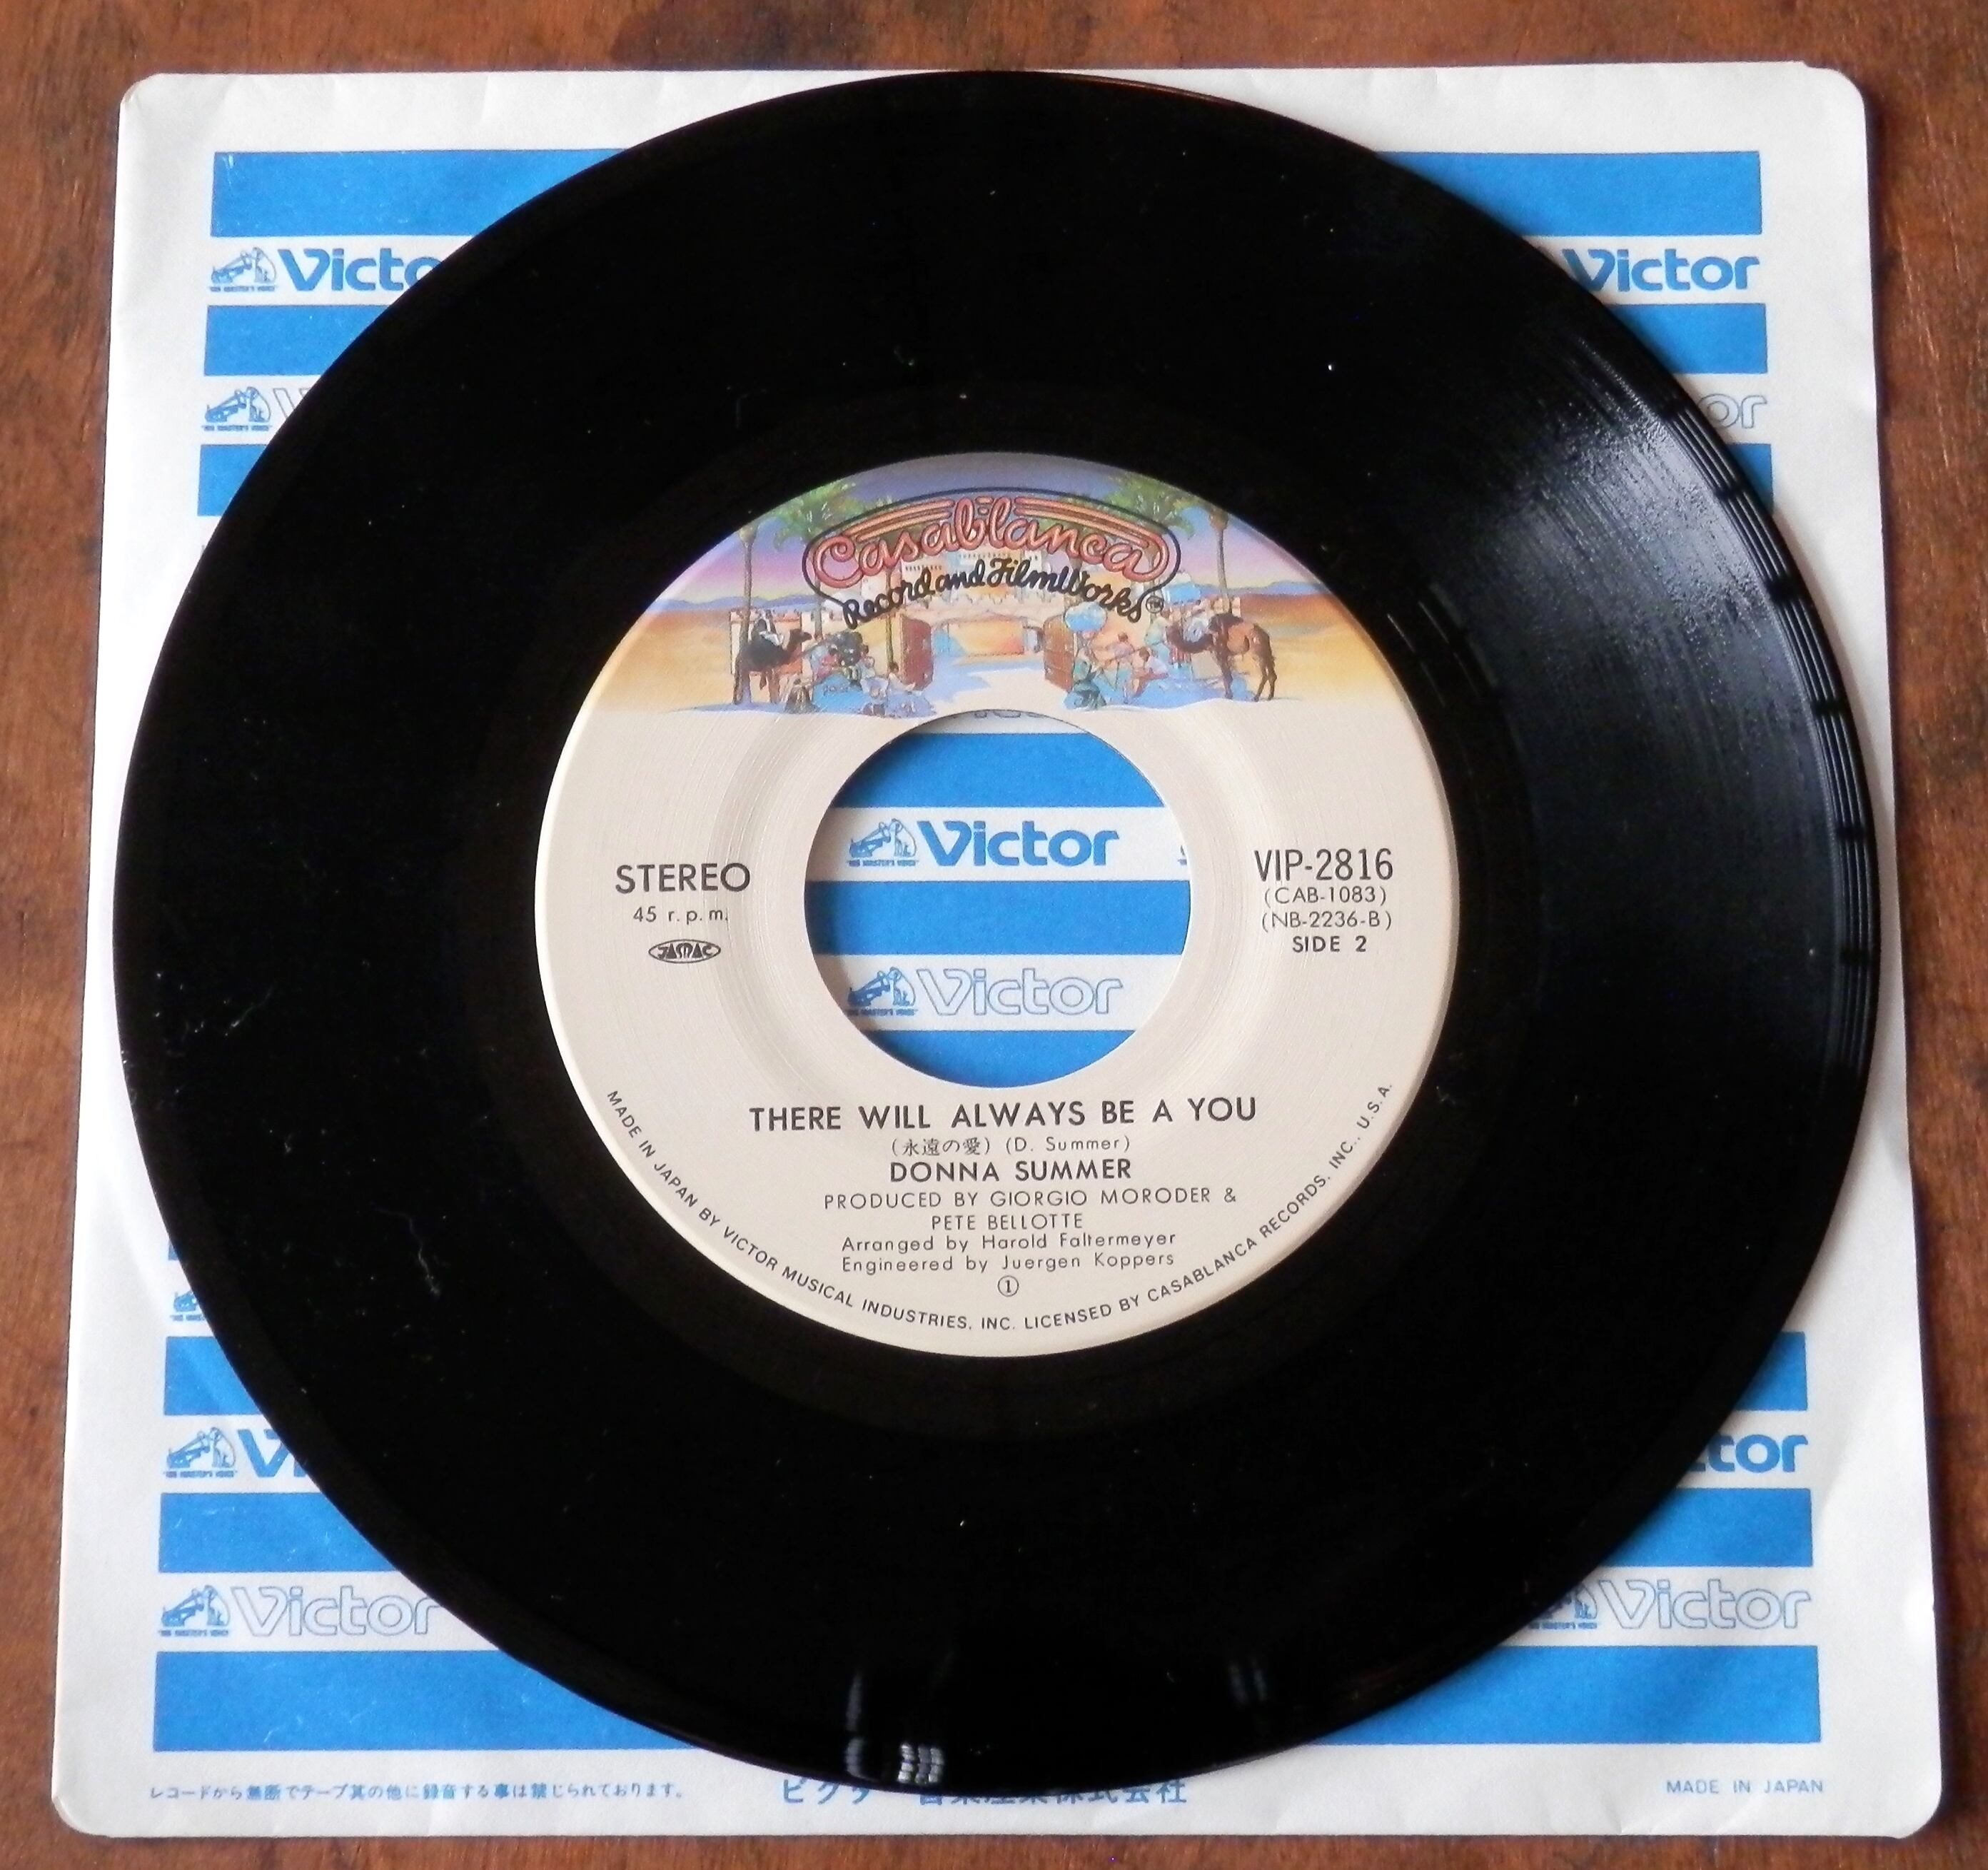 Victor
Victor
Casablanca
Record and FilmWorks™
Victor
STEREO
45 r.p.m.
JASRAC
VIP-2816
(CAB-1083)
(NB-2236-B)
SIDE 2
Victor
THERE WILL ALWAYS BE A YOU
(永遠の愛) (D. Summer)
DONNA SUMMER
PRODUCED BY GIORGIO MORODER &
PETE BELLOTTE
Arranged by Harold Faltermeyer
Engineered by Juergen Koppers
①
MADE IN JAPAN BY VICTOR MUSICAL INDUSTRIES, INC. LICENSED BY CASABLANCA RECORDS, INC., U.S.A.
Victor
Victor
レコードから無断でテープ其の他に録音する事は禁じられております。
MADE IN JAPAN